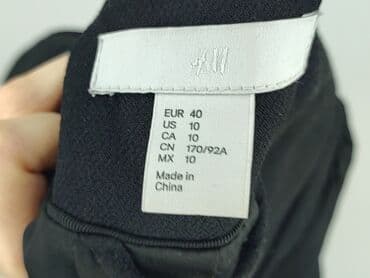 H&M
EUR 40
US 10
CA 10
CN 170/92A
MX 10
Made in
China